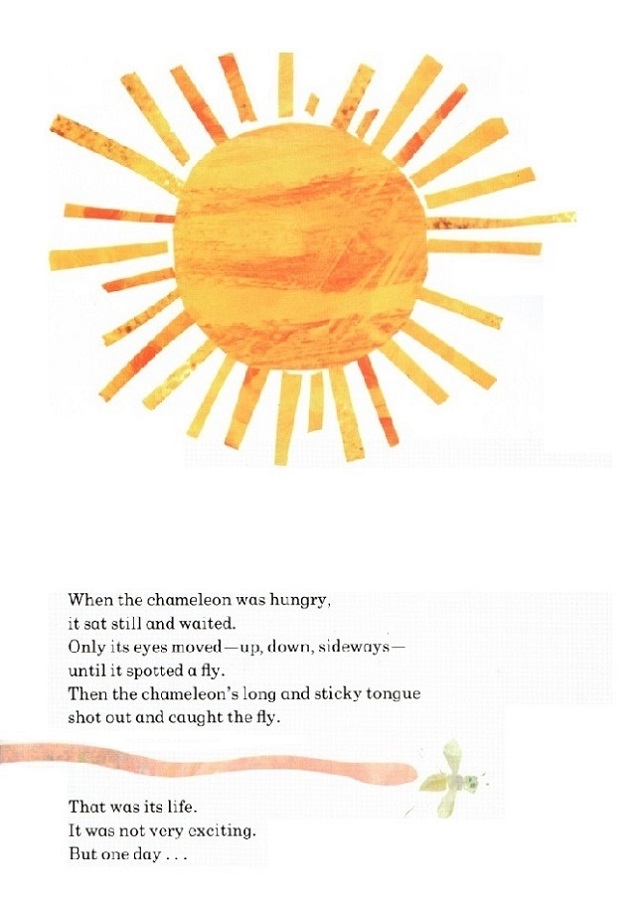 When the chameleon was hungry,
it sat still and waited.
Only its eyes moved—up, down, sideways—
until it spotted a fly.
Then the chameleon's long and sticky tongue
shot out and caught the fly.
That was its life.
It was not very exciting.
But one day . . .